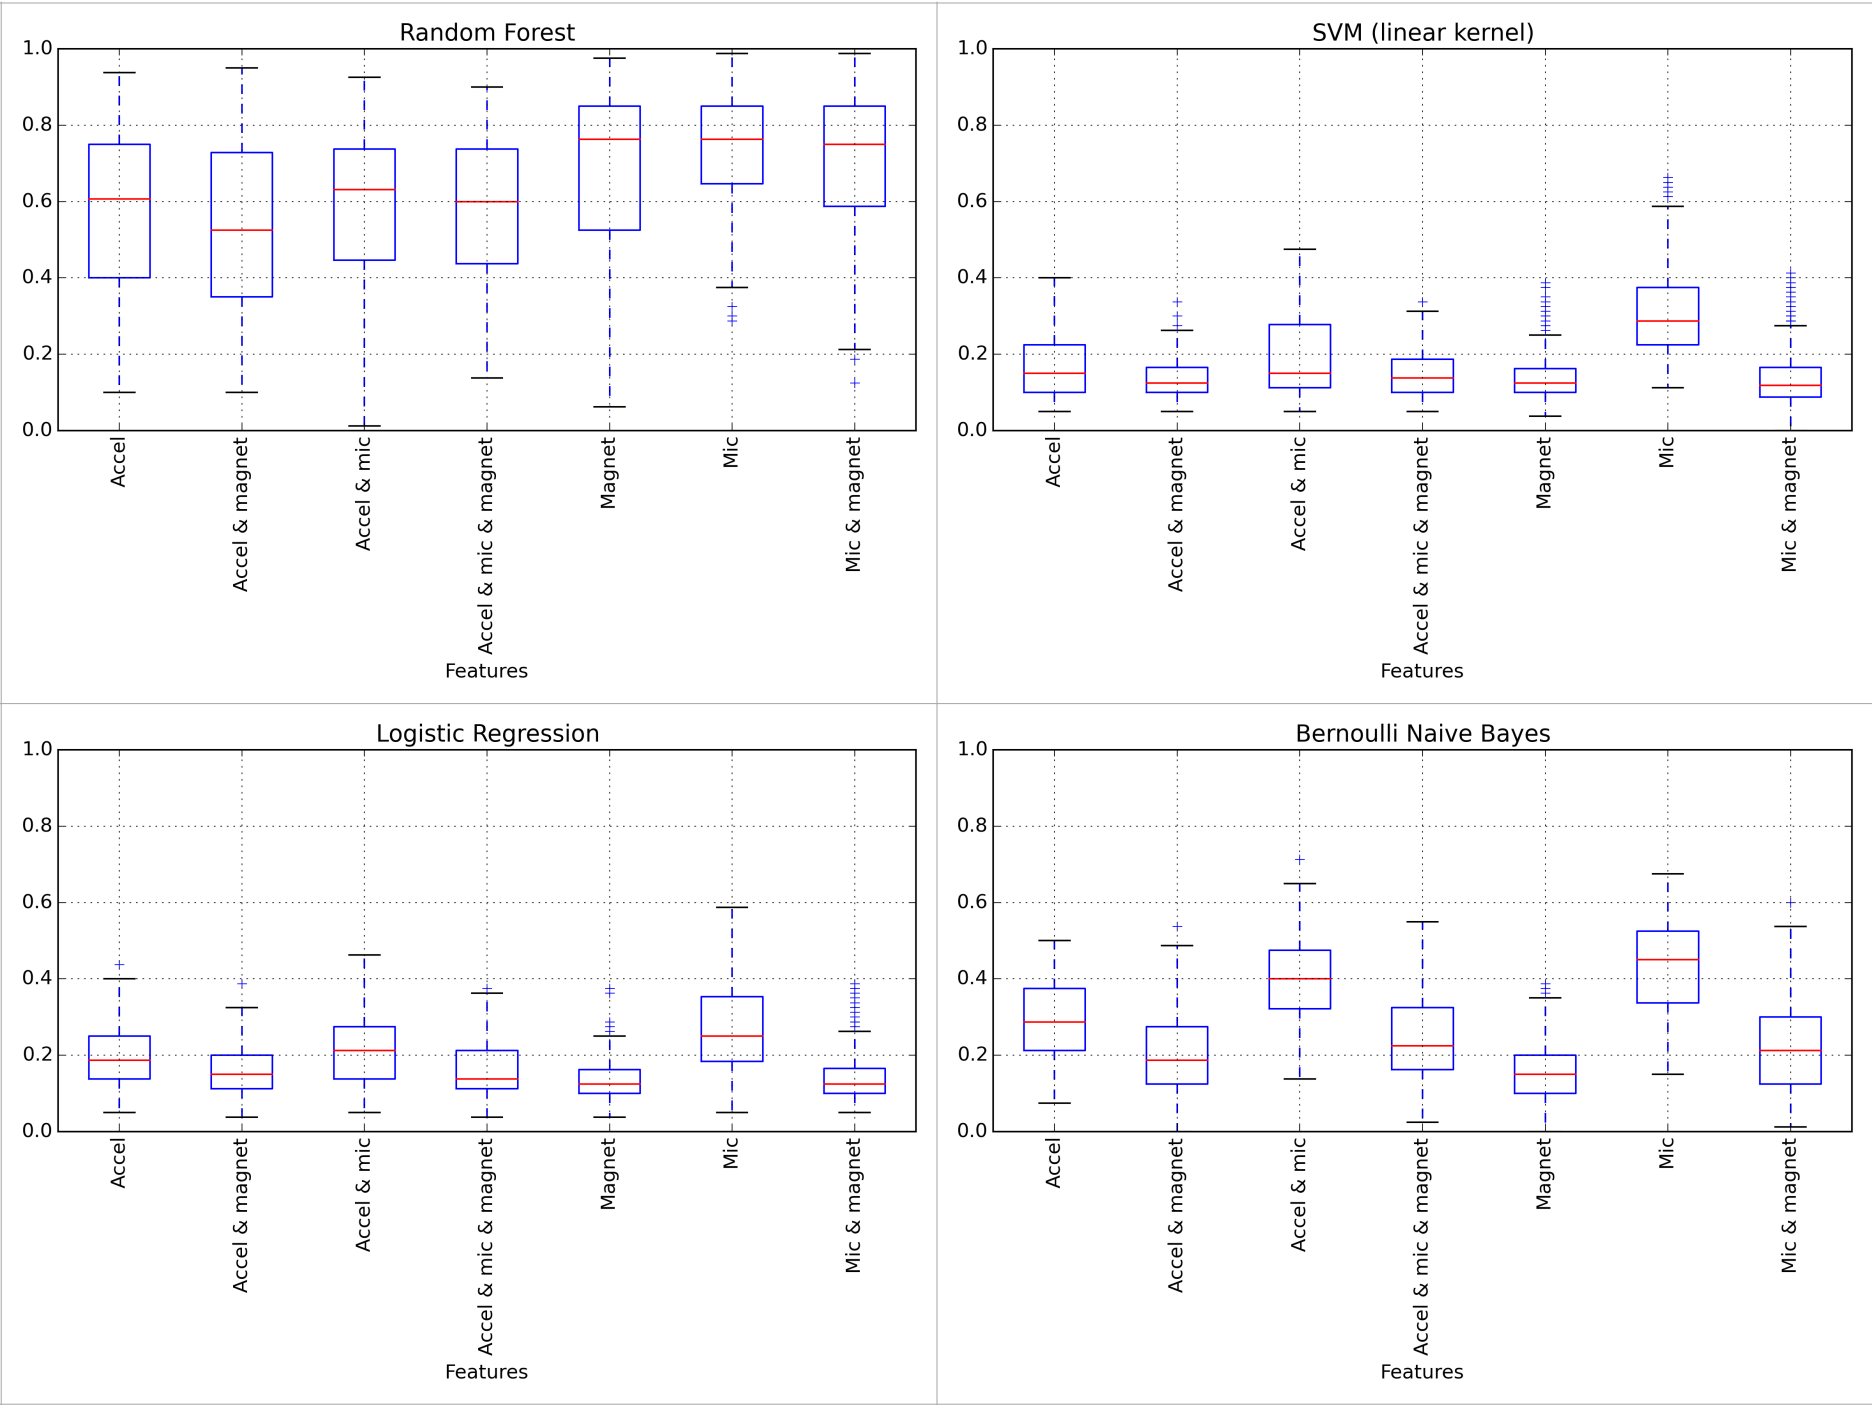 Random Forest
1.0
0.8
0.6
0.4
0.2
0.0
Accel
Accel & magnet
Accel & mic
Accel & mic & magnet
Magnet
Mic
Mic & magnet
Features
SVM (linear kernel)
1.0
0.8
0.6
0.4
0.2
0.0
Accel
Accel & magnet
Accel & mic
Accel & mic & magnet
Magnet
Mic
Mic & magnet
Features
Logistic Regression
1.0
0.8
0.6
0.4
0.2
0.0
Accel
Accel & magnet
Accel & mic
Accel & mic & magnet
Magnet
Mic
Mic & magnet
Features
Bernoulli Naive Bayes
1.0
0.8
0.6
0.4
0.2
0.0
Accel
Accel & magnet
Accel & mic
Accel & mic & magnet
Magnet
Mic
Mic & magnet
Features